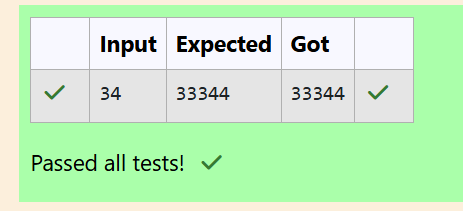 Input Expected Got
34 33344 33344
Passed all tests!